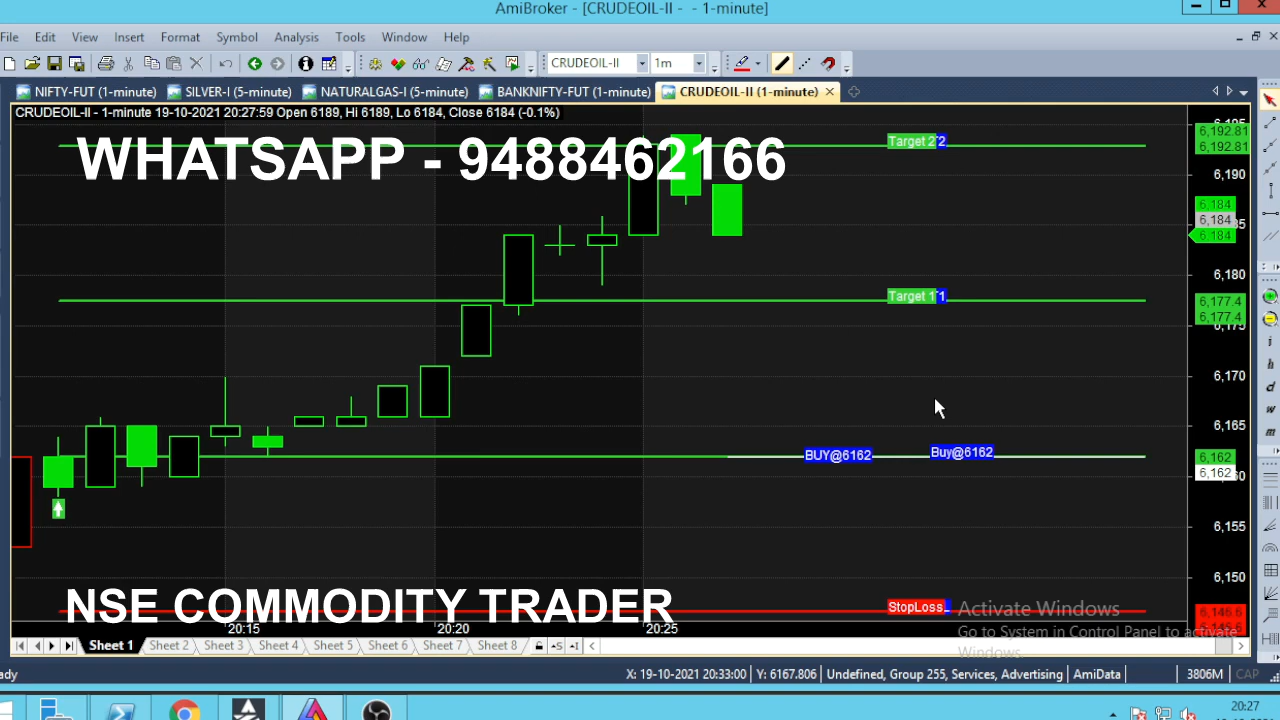 AmiBroker - [CRUDEOIL-II - - 1-minute]
File Edit View Insert Format Symbol Analysis Tools Window Help
CRUDEOIL-II 1m
NIFTY-FUT (1-minute) SILVER-I (5-minute) NATURALGAS-I (5-minute) BANKNIFTY-FUT (1-minute) CRUDEOIL-II (1-minute)
CRUDEOIL-II - 1-minute 19-10-2021 20:27:59 Open 6189, Hi 6189, Lo 6184, Close 6184 (-0.1%)
WHATSAPP - 9488462166
Target 2
6,192.81
6,192.81
6,190
6,184
6,184
6,184
6,180
Target 1
6,177.4
6,177.4
6,175
6,170
6,165
BUY@6162 Buy@6162
6,162
6,162
6,155
6,150
NSE COMMODITY TRADER
StopLoss
6,146.6
Activate Windows
Go to System in Control Panel to activate
Windows.
20:15 20:20 20:25
Sheet 1 Sheet 2 Sheet 3 Sheet 4 Sheet 5 Sheet 6 Sheet 7 Sheet 8
X: 19-10-2021 20:33:00 Y: 6167.806 Undefined, Group 255, Services, Advertising AmiData 3806M CAP
20:27